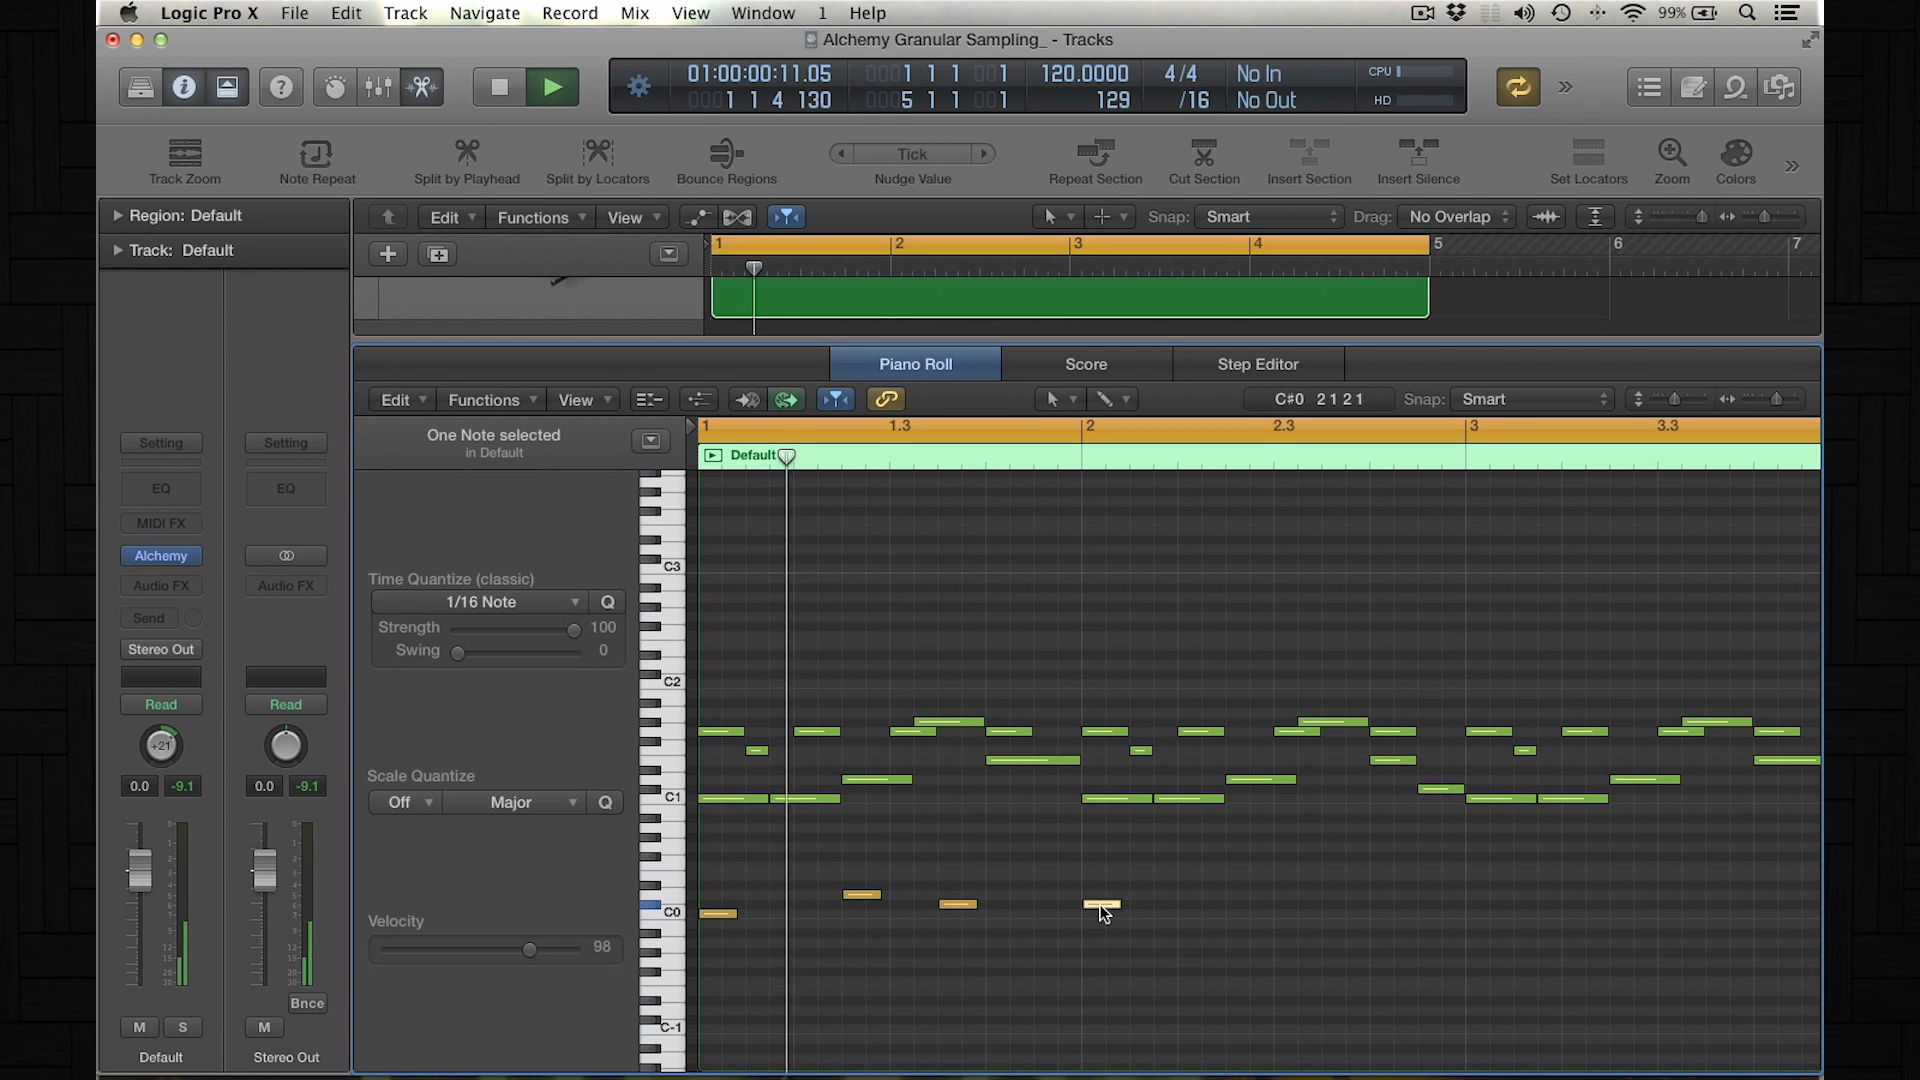 Logic Pro X File Edit Track Navigate Record Mix View Window 1 Help 99%
Alchemy Granular Sampling_ - Tracks
01:00:00:11.05 0001 1 1 001 120.0000 4/4 No In CPU
0001 1 4 130 0005 1 1 001 129 /16 No Out HD
Tick
Track Zoom Note Repeat Split by Playhead Split by Locators Bounce Regions Nudge Value Repeat Section Cut Section Insert Section Insert Silence Set Locators Zoom Colors
Region: Default
Edit Functions View Snap: Smart Drag: No Overlap
Track: Default
1 2 3 4 5 6 7
Piano Roll Score Step Editor
Edit Functions View C#0 2 1 2 1 Snap: Smart
One Note selected
in Default
1 1.3 2 2.3 3 3.3
Default
Setting Setting
EQ EQ
MIDI FX
Alchemy
Audio FX Audio FX
Send
Stereo Out
Read Read
+21
0.0 -9.1 0.0 -9.1
Bnce
M S M
Default Stereo Out
Time Quantize (classic)
1/16 Note Q
Strength 100
Swing 0
Scale Quantize
Off Major Q
Velocity
98
C3
C2
C1
C0
C-1